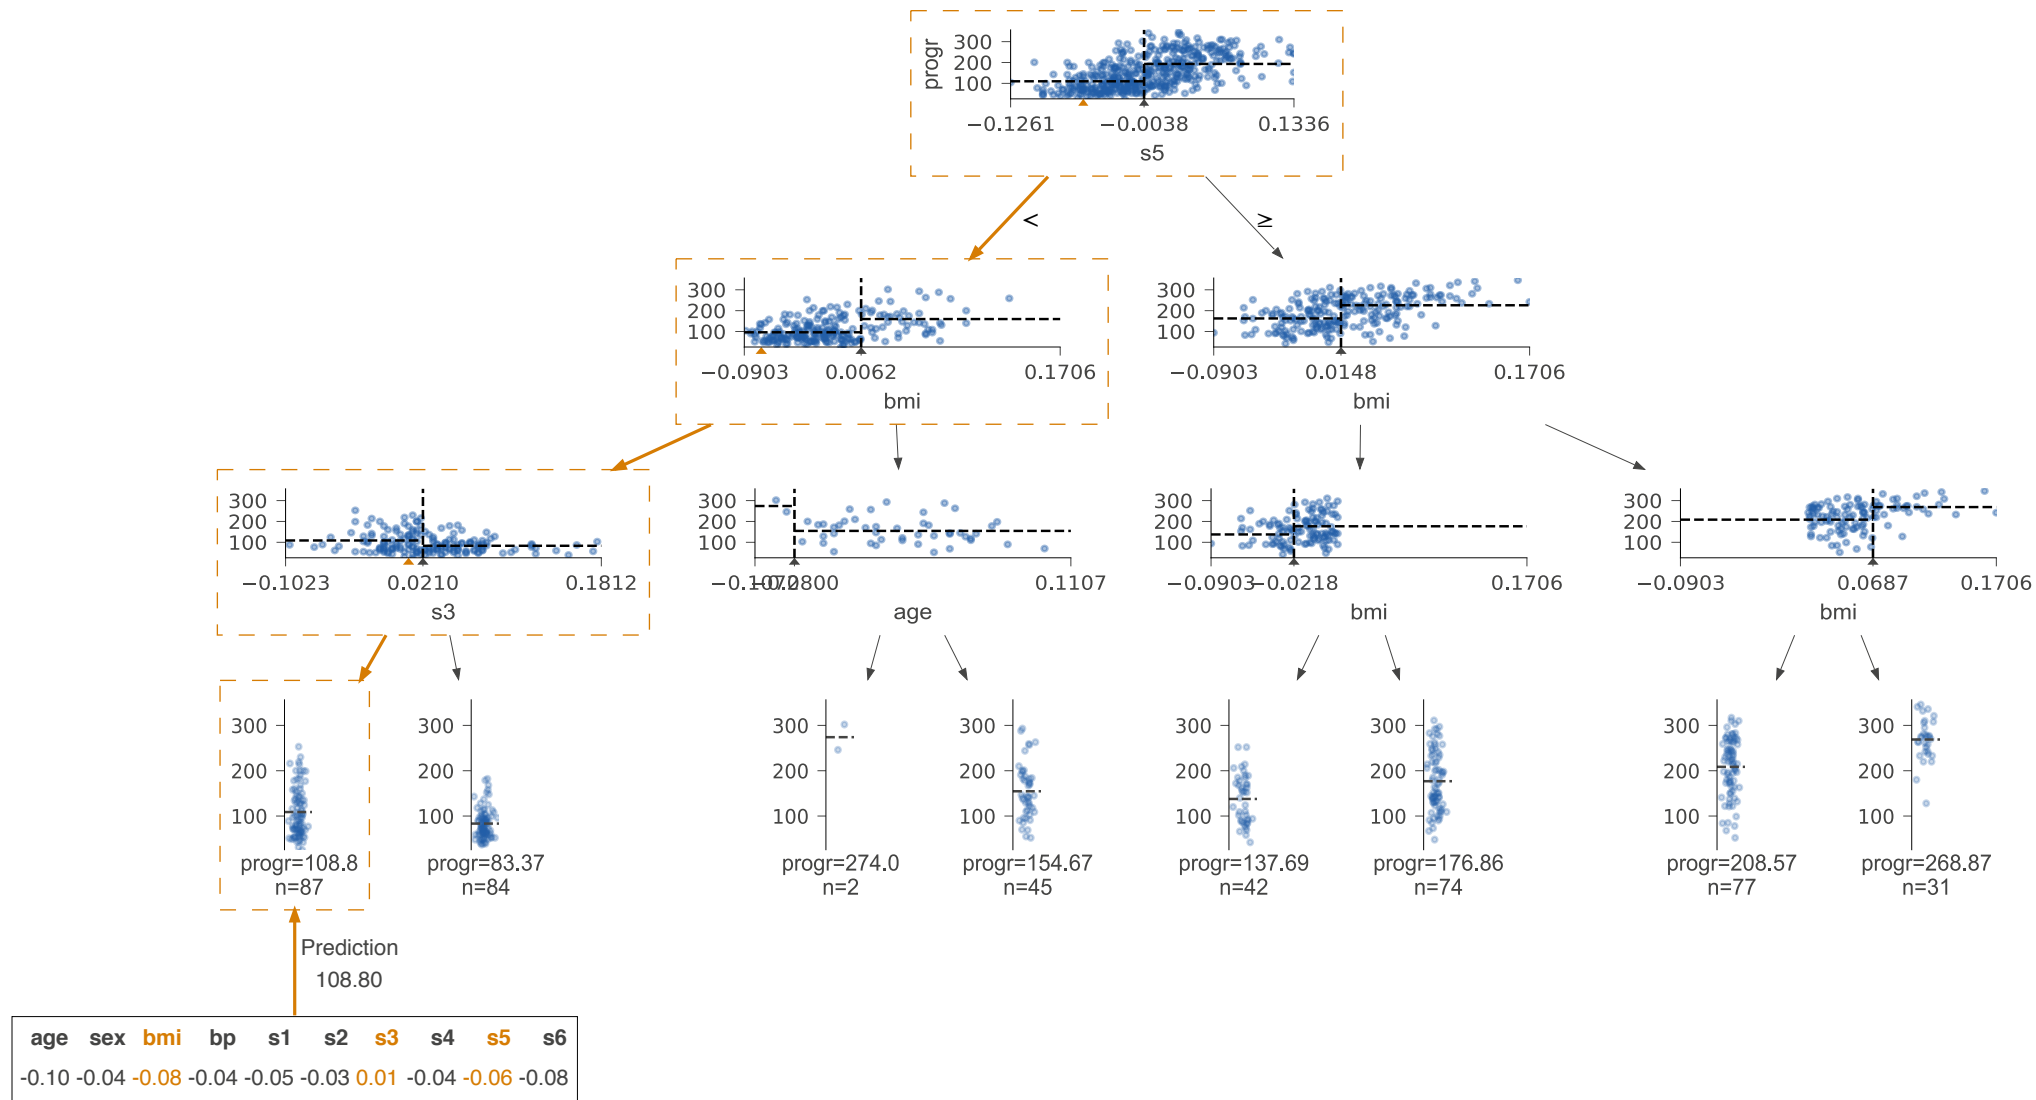 progr
300
200
100
−0.1261 −0.0038 0.1336
s5
< ≥
300
200
100
−0.0903 0.0062 0.1706
bmi
300
200
100
−0.0903 0.0148 0.1706
bmi
300
200
100
−0.1023 0.0210 0.1812
s3
300
200
100
−0.1072 −0.0800 0.1107
age
300
200
100
−0.0903 −0.0218 0.1706
bmi
300
200
100
−0.0903 0.0687 0.1706
bmi
300
200
100
progr=108.8
n=87
300
200
100
progr=83.37
n=84
300
200
100
progr=274.0
n=2
300
200
100
progr=154.67
n=45
300
200
100
progr=137.69
n=42
300
200
100
progr=176.86
n=74
300
200
100
progr=208.57
n=77
300
200
100
progr=268.87
n=31
Prediction
108.80
age sex bmi bp s1 s2 s3 s4 s5 s6
-0.10 -0.04 -0.08 -0.04 -0.05 -0.03 0.01 -0.04 -0.06 -0.08